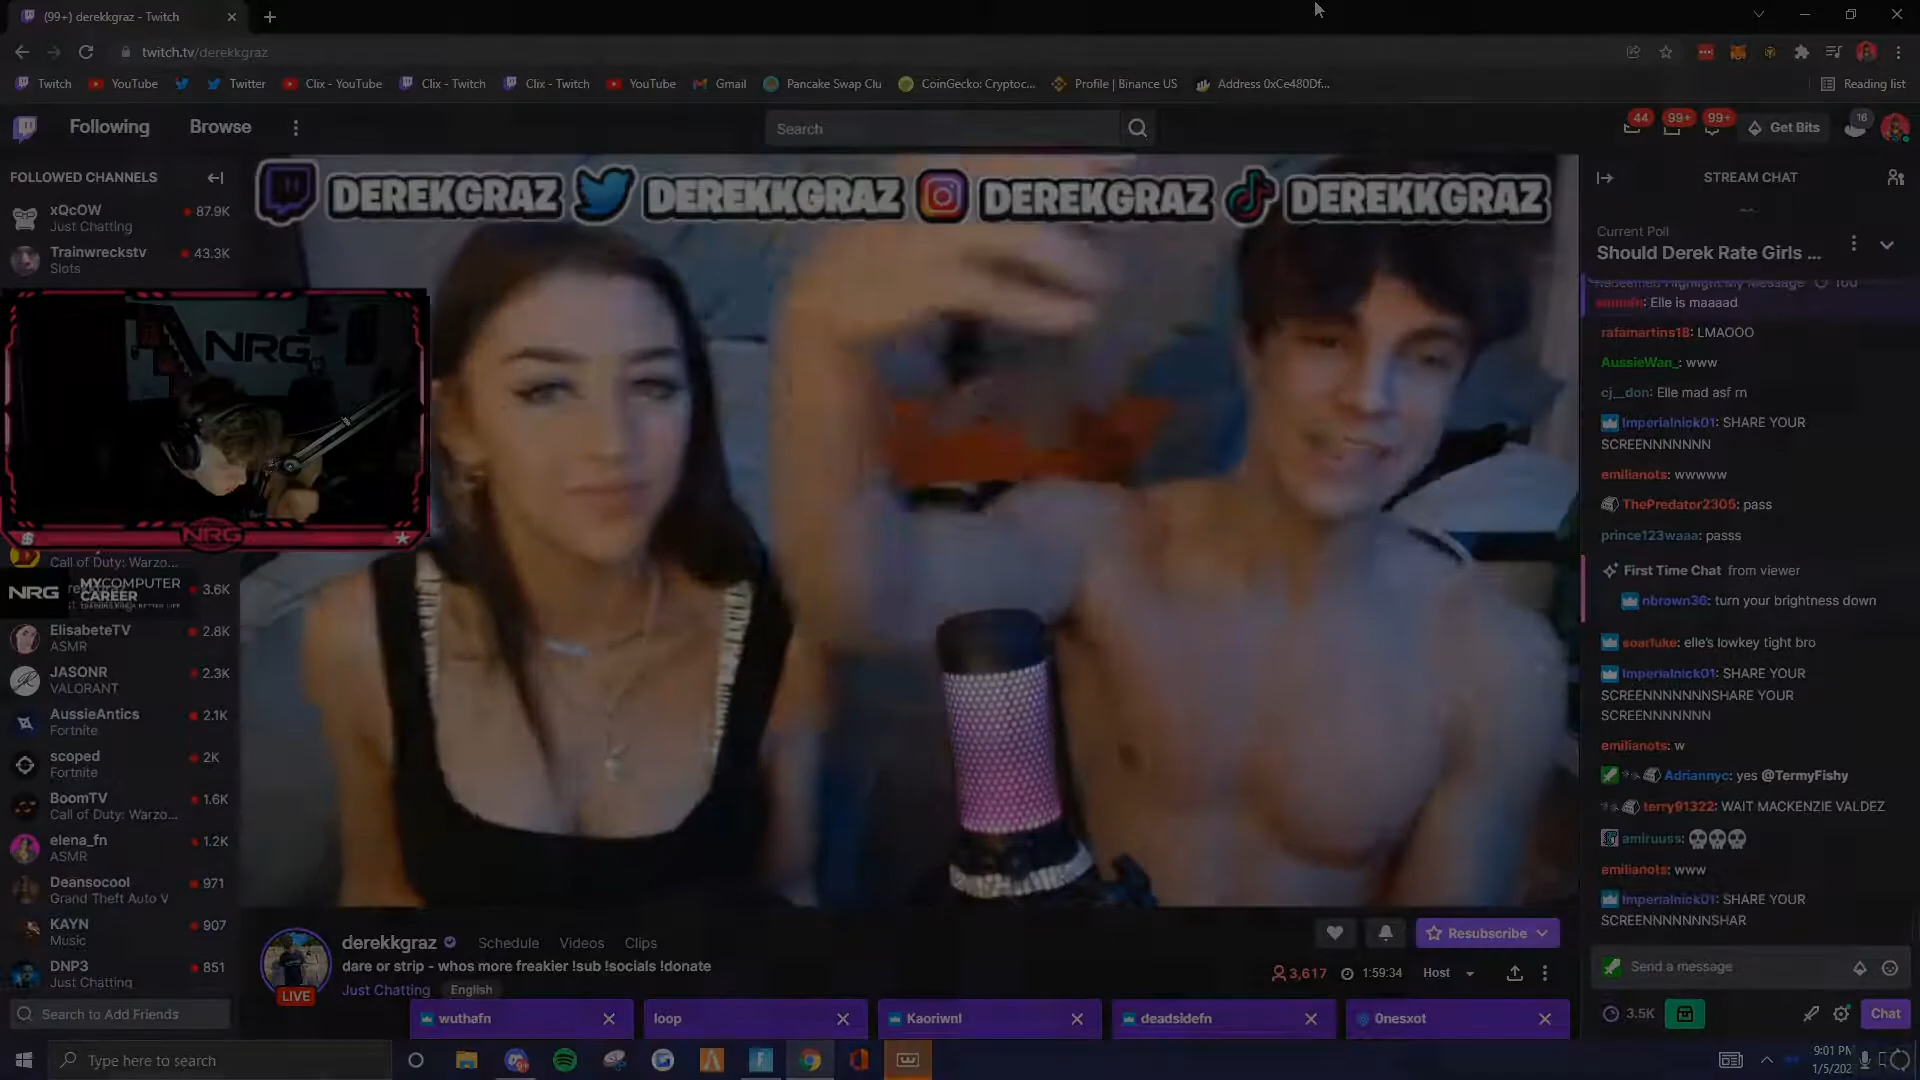 (99+) derekkgraz - Twitch
twitch.tv/derekkgraz
Twitch
YouTube
Twitter
Clix - YouTube
Clix - Twitch
Clix - Twitch
YouTube
Gmail
Pancake Swap Clu
CoinGecko: Cryptoc...
Profile | Binance US
Address 0xCe480Df...
Reading list
Following
Browse
Search
44
99+
99+
Get Bits
16
FOLLOWED CHANNELS
xQcOW
87.9K
Just Chatting
Trainwreckstv
43.3K
Slots
NRG
NRG
Call of Duty: Warzo...
NRG
MYCOMPUTER
CAREER
3.6K
ElisabeteTV
2.8K
ASMR
JASONR
2.3K
VALORANT
AussieAntics
2.1K
Fortnite
scoped
2K
Fortnite
BoomTV
1.6K
Call of Duty: Warzo...
elena_fn
1.2K
ASMR
Deansocool
971
Grand Theft Auto V
KAYN
907
Music
DNP3
851
Just Chatting
Search to Add Friends
DEREKGRAZ
DEREKKGRAZ
DEREKGRAZ
DEREKKGRAZ
derekkgraz
Schedule
Videos
Clips
Resubscribe
dare or strip - whos more freakier !sub !socials !donate
3,617
1:59:34
Host
LIVE
Just Chatting
English
wuthafn
loop
Kaoriwnl
deadsidefn
0nesxot
STREAM CHAT
Current Poll
Should Derek Rate Girls ...
Elle is maaaad
rafamartins18: LMAOOO
AussieWan_: www
cj__don: Elle mad asf rn
Imperialnick01: SHARE YOUR
SCREENNNNNN
emilianots: wwwww
ThePredator2305: pass
prince123waaa: passs
First Time Chat from viewer
nbrown36: turn your brightness down
soarfuke: elle's lowkey tight bro
Imperialnick01: SHARE YOUR
SCREENNNNNNNSHARE YOUR
SCREENNNNNN
emilianots: w
Adriannyc: yes @TermyFishy
terry91322: WAIT MACKENZIE VALDEZ
amiruuss: 💀💀💀
emilianots: www
Imperialnick01: SHARE YOUR
SCREENNNNNNNSHAR
Send a message
3.5K
Chat
Type here to search
9:01 PM